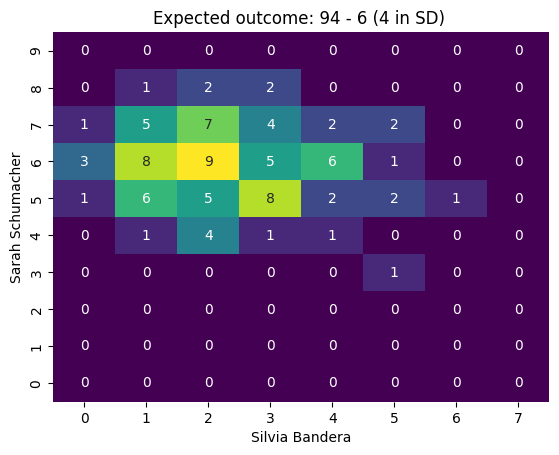 Expected outcome: 94 - 6 (4 in SD)
Sarah Schumacher
9 0 0 0 0 0 0 0 0
8 0 1 2 2 0 0 0 0
7 1 5 7 4 2 2 0 0
6 3 8 9 5 6 1 0 0
5 1 6 5 8 2 2 1 0
4 0 1 4 1 1 0 0 0
3 0 0 0 0 0 1 0 0
2 0 0 0 0 0 0 0 0
1 0 0 0 0 0 0 0 0
0 0 0 0 0 0 0 0 0
0 1 2 3 4 5 6 7
Silvia Bandera